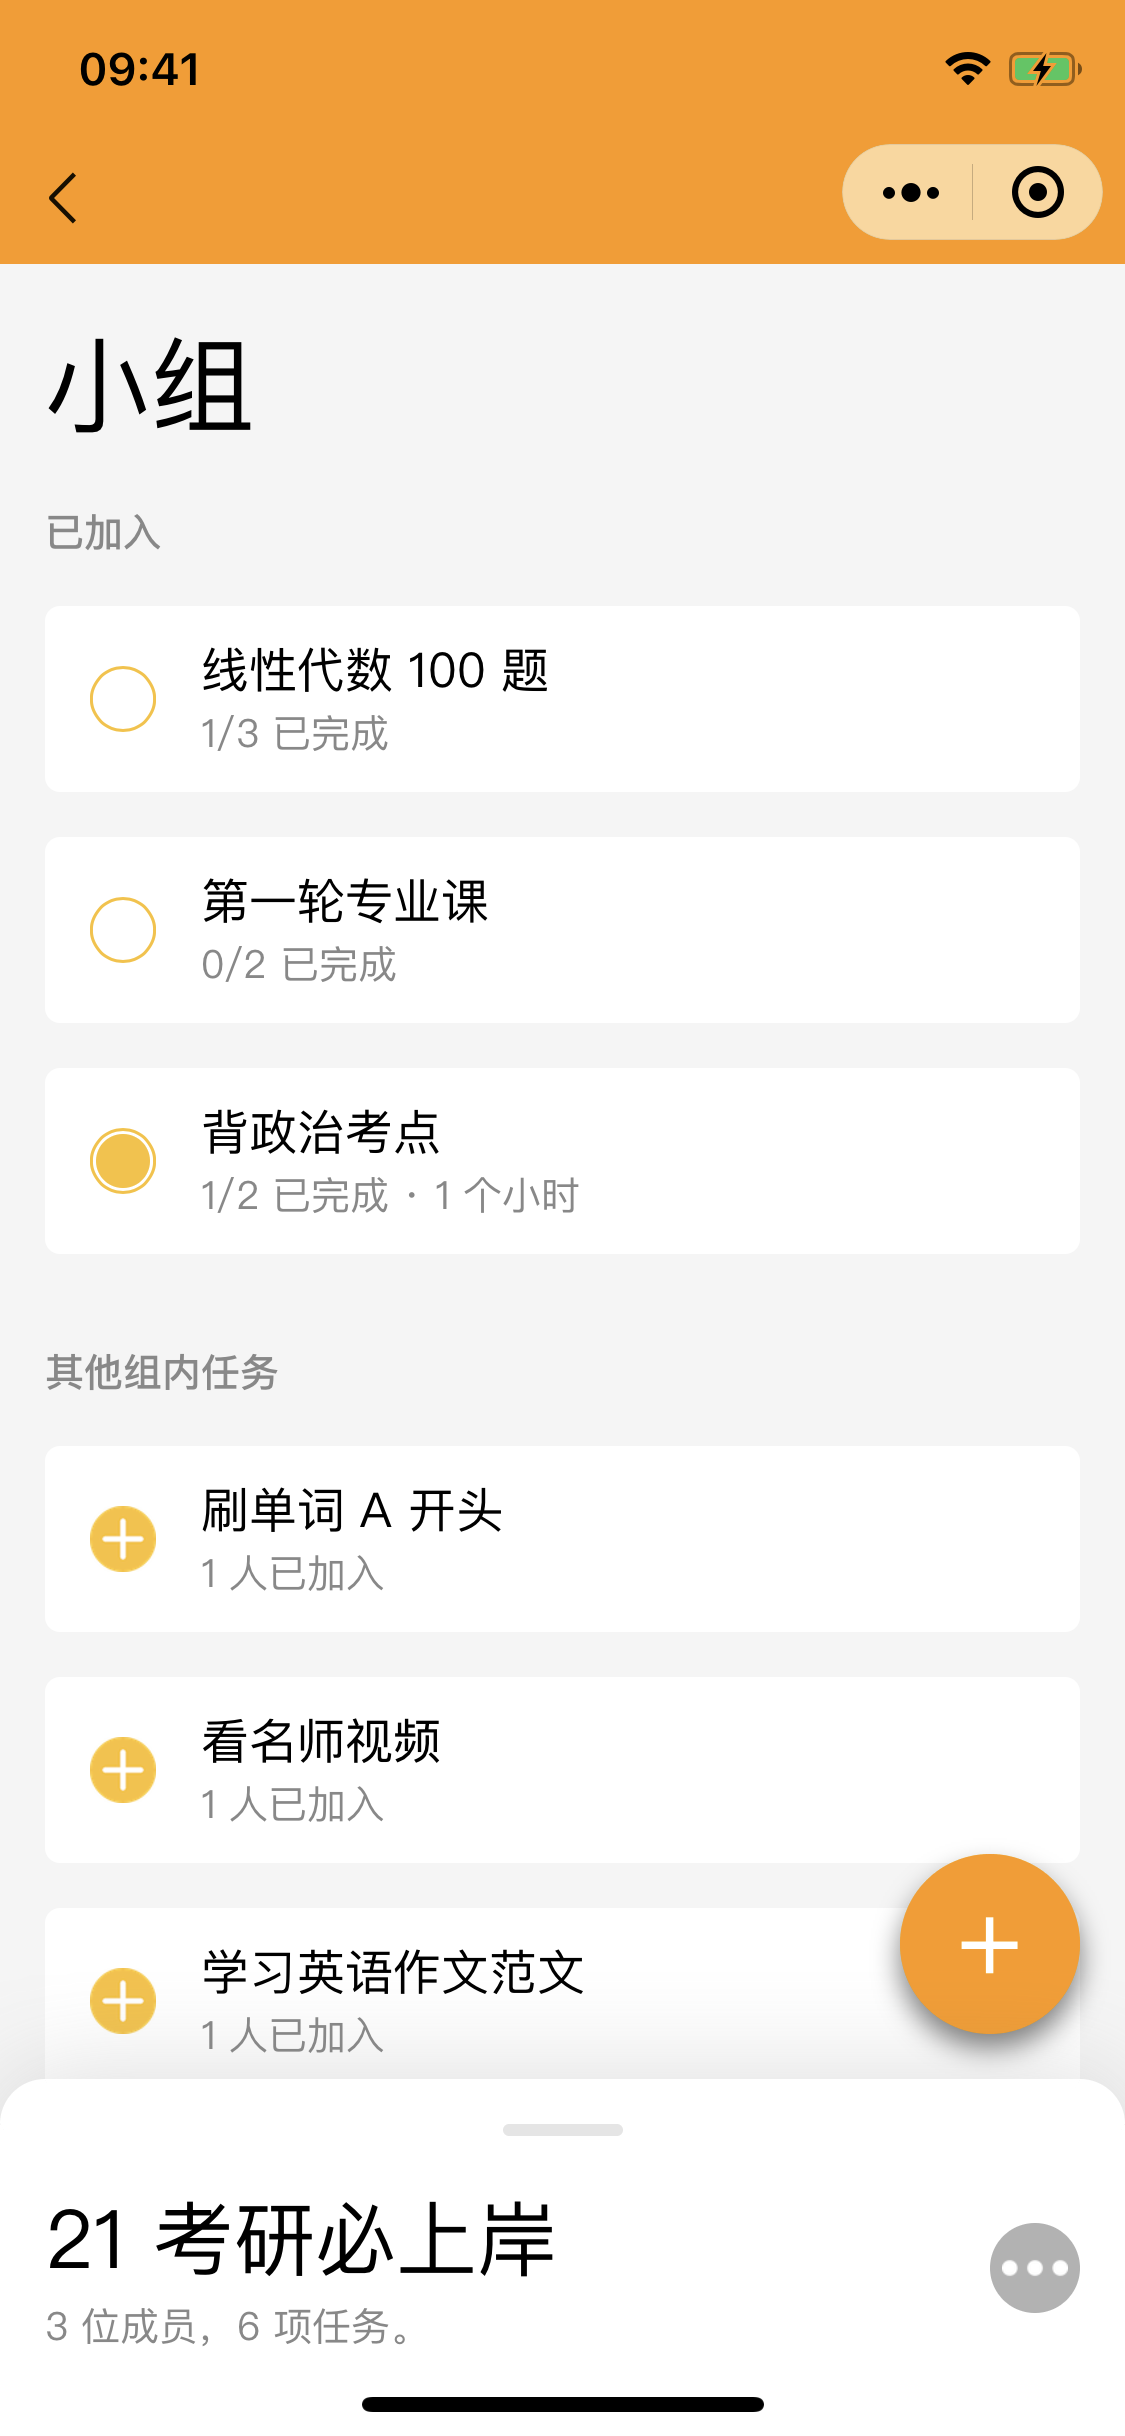 09:41
小组
已加入
线性代数 100 题
1/3 已完成
第一轮专业课
0/2 已完成
背政治考点
1/2 已完成 · 1 个小时
其他组内任务
刷单词 A 开头
1 人已加入
看名师视频
1 人已加入
学习英语作文范文
1 人已加入
21 考研必上岸
3 位成员，6 项任务。